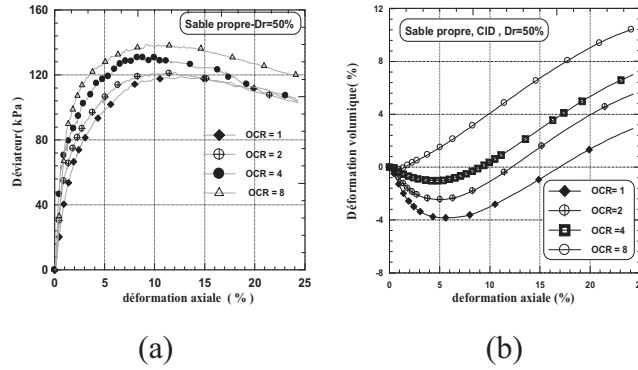 Sable propre-Dr=50%
Déviateur( kPa)
160
120
80
40
0
OCR = 1
OCR = 2
OCR = 4
OCR = 8
0 5 10 15 20 25
déformation axiale ( % )
(a)
Sable propre, CID , Dr=50%
Déformation volumique (%)
12
8
4
0
-4
-8
OCR= 1
OCR=2
OCR=4
OCR = 8
0 5 10 15 20
deformation axiale (%)
(b)